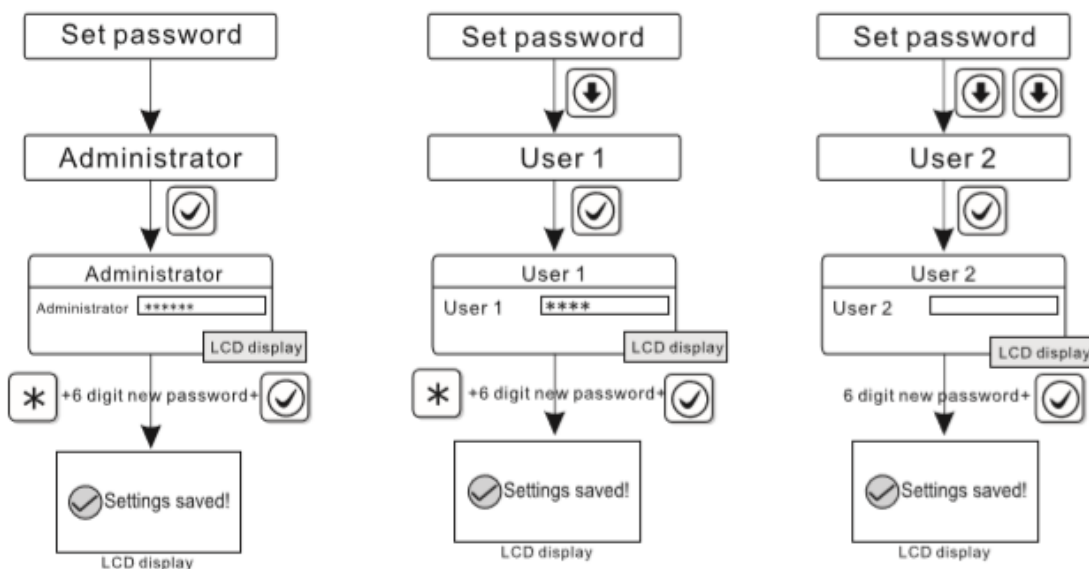 Set password
Administrator
Administrator
Administrator ******
LCD display
* +6 digit new password+
Settings saved!
LCD display
Set password
User 1
User 1
User 1 ****
LCD display
* +6 digit new password+
Settings saved!
LCD display
Set password
User 2
User 2
User 2
LCD display
6 digit new password+
Settings saved!
LCD display